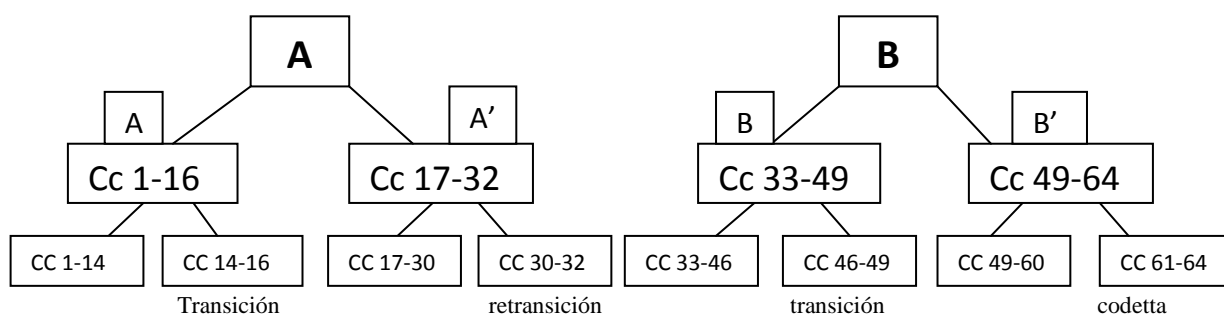 A B
A A’ B B’
Cc 1-16 Cc 17-32 Cc 33-49 Cc 49-64
CC 1-14 CC 14-16 CC 17-30 CC 30-32 CC 33-46 CC 46-49 CC 49-60 CC 61-64
Transición retransición transición codetta